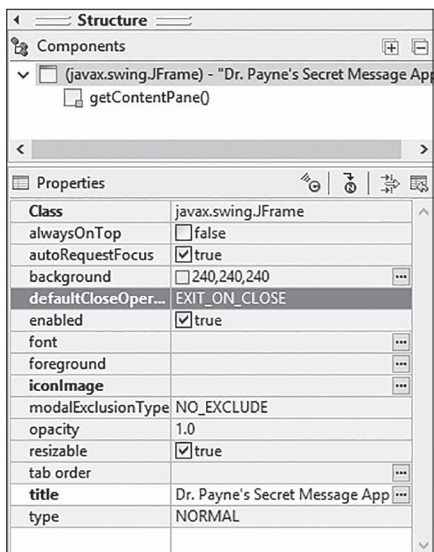 Structure
Components
(javax.swing.JFrame) - "Dr. Payne's Secret Message App
getContentPane()
Properties
Class javax.swing.JFrame
alwaysOnTop false
autoRequestFocus true
background 240,240,240
defaultCloseOper... EXIT_ON_CLOSE
enabled true
font
foreground
iconImage
modalExclusionType NO_EXCLUDE
opacity 1.0
resizable true
tab order
title Dr. Payne's Secret Message App
type NORMAL